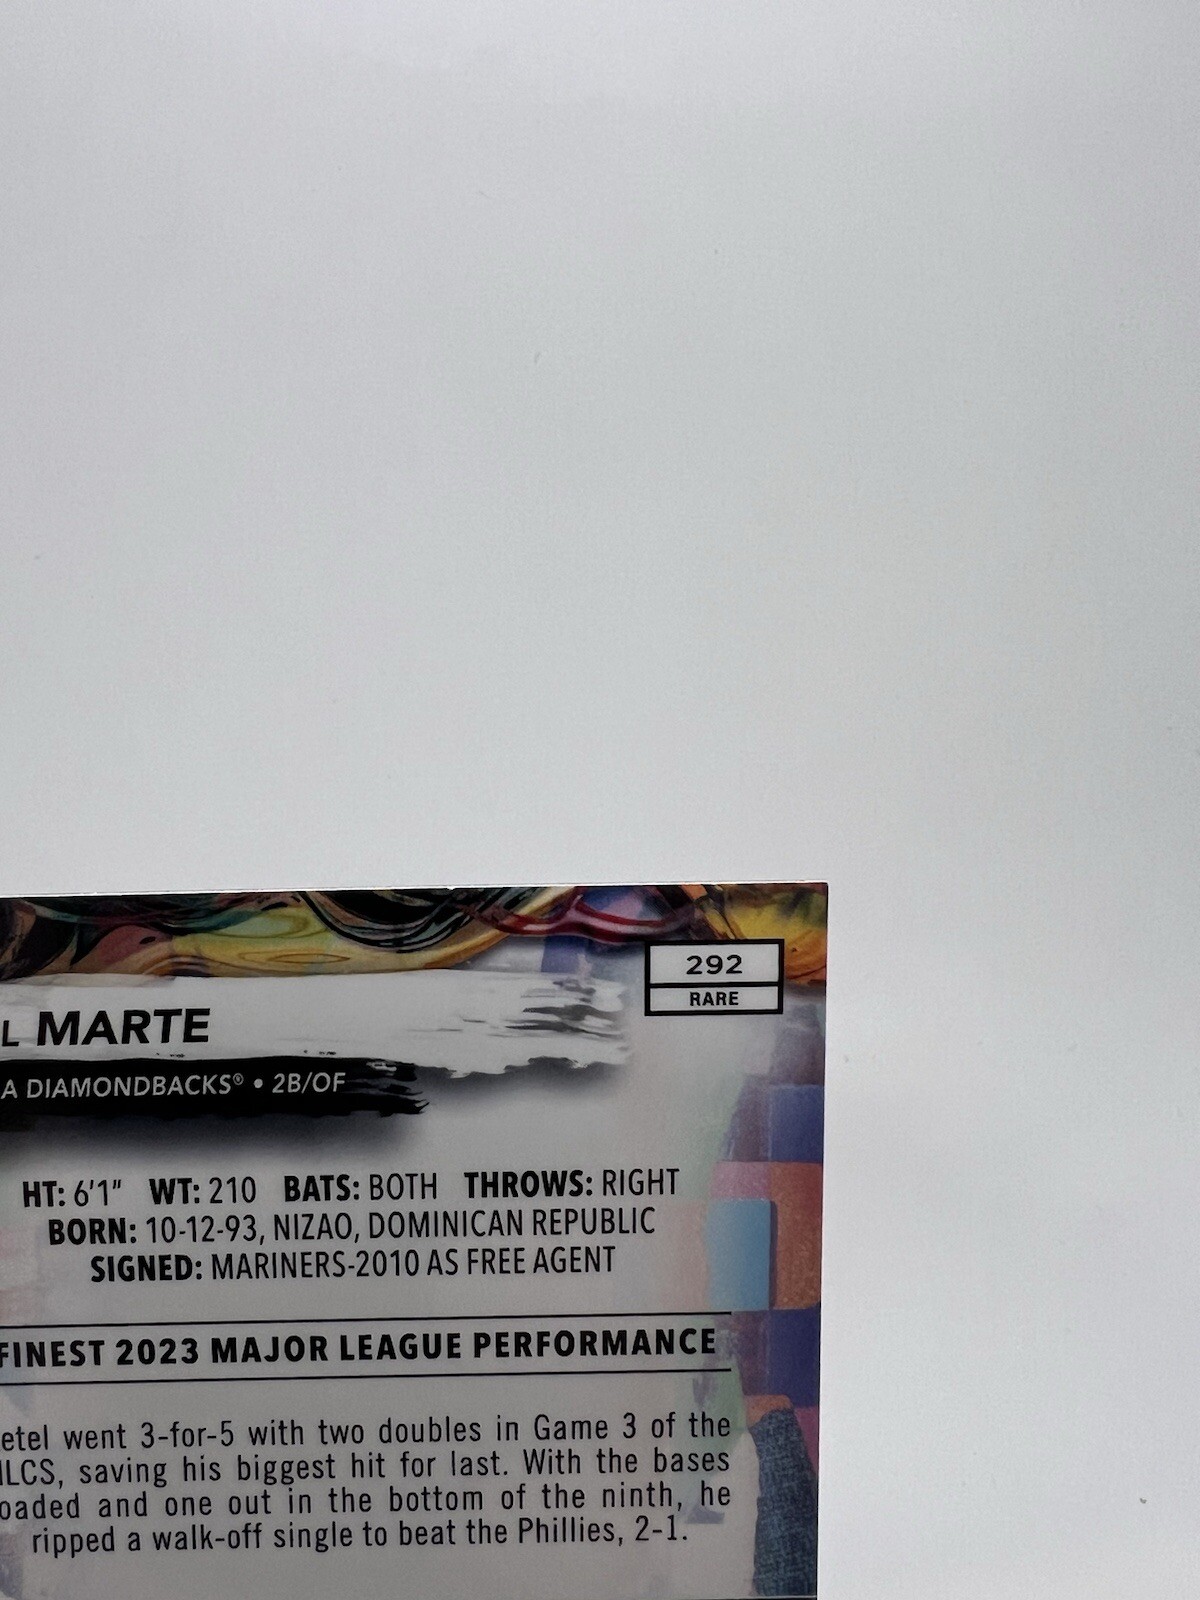 292
RARE
L MARTE
A DIAMONDBACKS® • 2B/OF
HT: 6'1" WT: 210 BATS: BOTH THROWS: RIGHT
BORN: 10-12-93, NIZAO, DOMINICAN REPUBLIC
SIGNED: MARINERS-2010 AS FREE AGENT
FINEST 2023 MAJOR LEAGUE PERFORMANCE
etel went 3-for-5 with two doubles in Game 3 of the
NLCS, saving his biggest hit for last. With the bases
oaded and one out in the bottom of the ninth, he
ripped a walk-off single to beat the Phillies, 2-1.